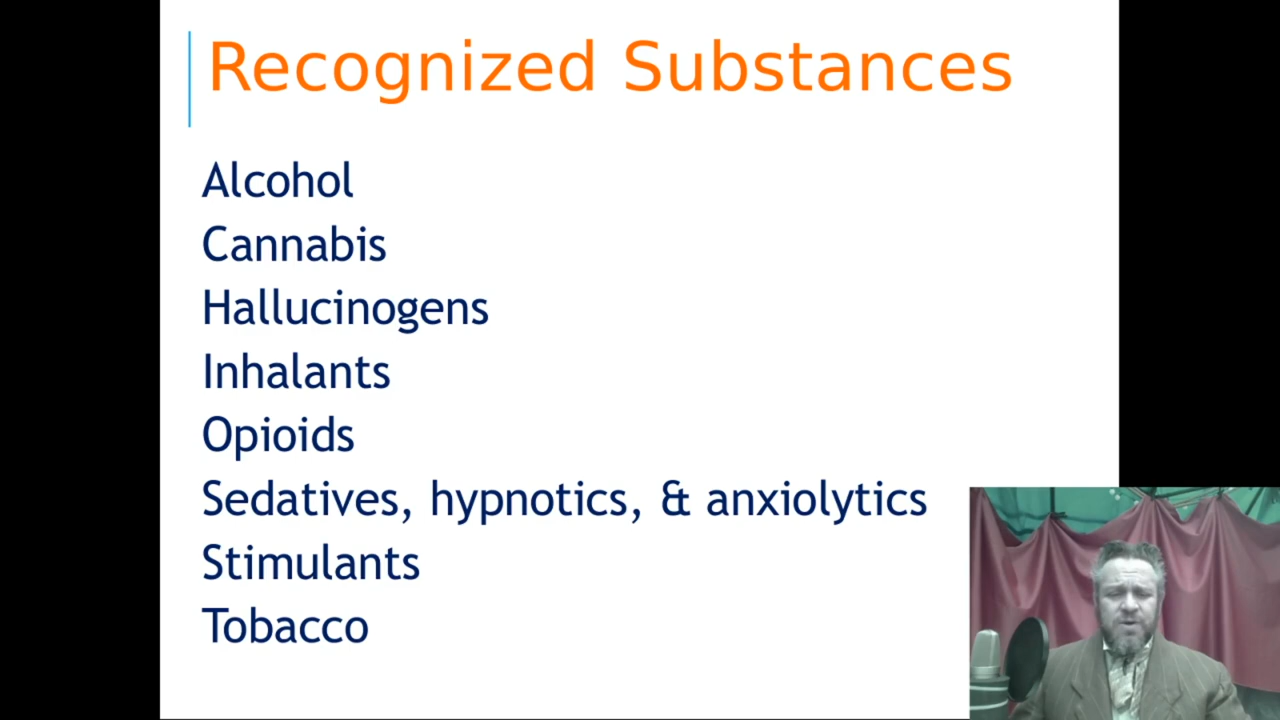 Recognized Substances
Alcohol
Cannabis
Hallucinogens
Inhalants
Opioids
Sedatives, hypnotics, & anxiolytics
Stimulants
Tobacco